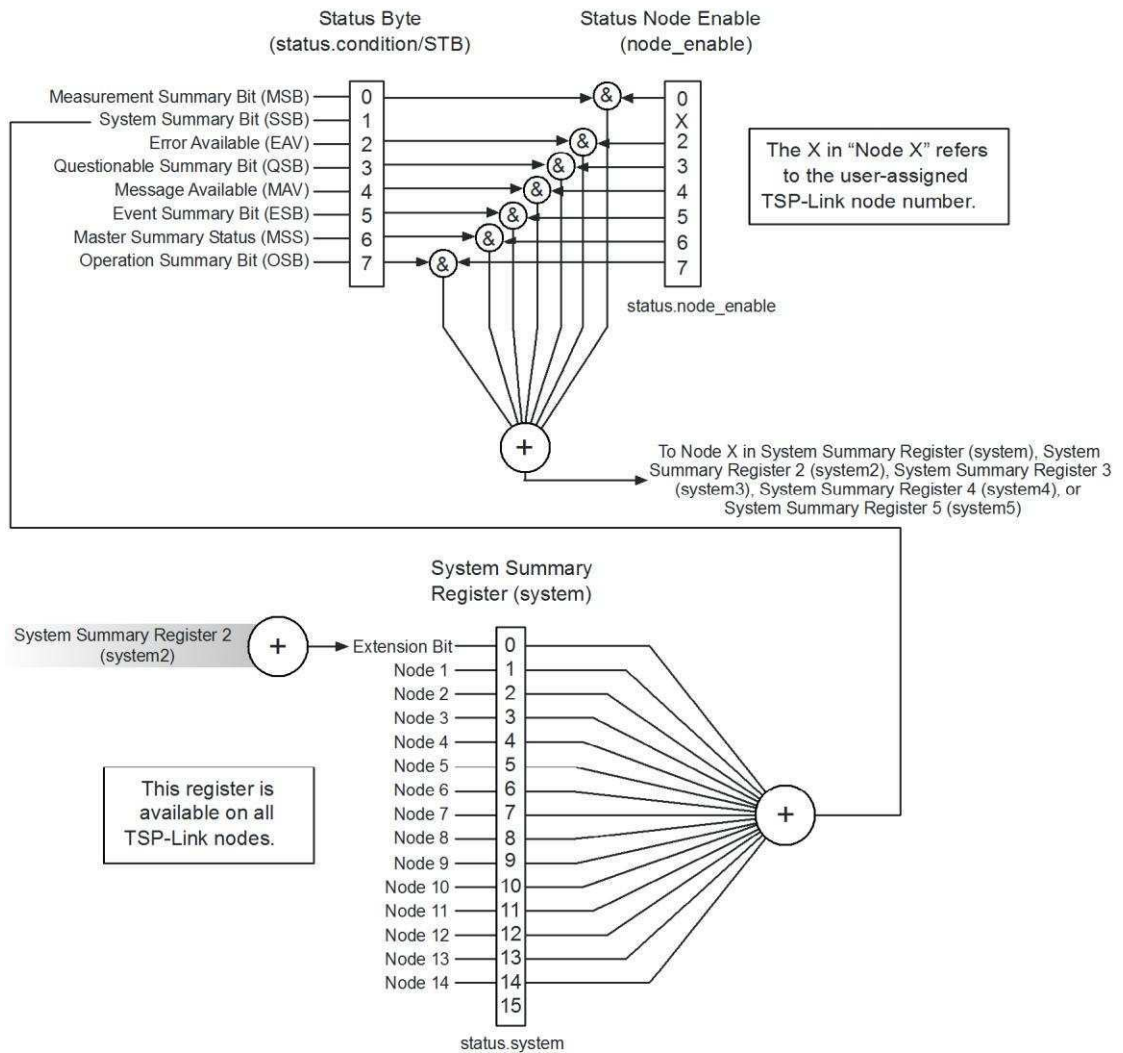 Status Byte
(status.condition/STB)
Status Node Enable
(node_enable)
Measurement Summary Bit (MSB)
System Summary Bit (SSB)
Error Available (EAV)
Questionable Summary Bit (QSB)
Message Available (MAV)
Event Summary Bit (ESB)
Master Summary Status (MSS)
Operation Summary Bit (OSB)
0
1
2
3
4
5
6
7
&
&
&
&
&
&
&
0
X
2
3
4
5
6
7
status.node_enable
The X in “Node X” refers
to the user-assigned
TSP-Link node number.
+
To Node X in System Summary Register (system), System
Summary Register 2 (system2), System Summary Register 3
(system3), System Summary Register 4 (system4), or
System Summary Register 5 (system5)
System Summary
Register (system)
System Summary Register 2
(system2)
+
Extension Bit
Node 1
Node 2
Node 3
Node 4
Node 5
Node 6
Node 7
Node 8
Node 9
Node 10
Node 11
Node 12
Node 13
Node 14
0
1
2
3
4
5
6
7
8
9
10
11
12
13
14
15
+
This register is
available on all
TSP-Link nodes.
status.system